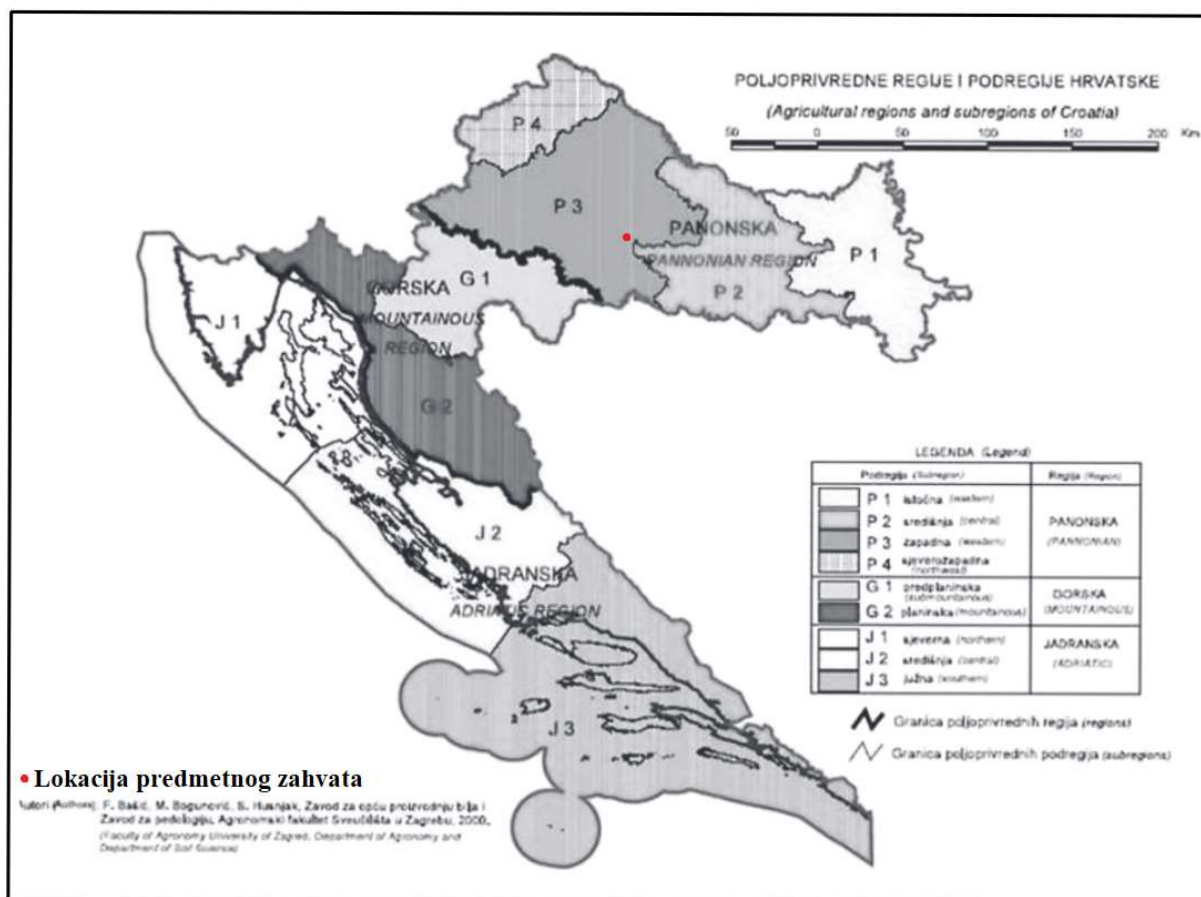 POLJOPRIVREDNE REGIJE I PODREGIJE HRVATSKE
(Agricultural regions and subregions of Croatia)
50 0 50 100 150 200 Km
P 4
P 3
PANONSKA
PANNONIAN REGION
P 1
P 2
G 1
GORSKA
MOUNTAINOUS
REGION
J 1
G 2
J 2
JADRANSKA
ADRIATIC REGION
J 3
LEGENDA (Legend)
Podregija (Subregion) Regija (Region)
P 1 istočna
P 2 središnja (central)
P 3 zapadna (western)
P 4 sjeverozapadna
(northwest)
PANONSKA
(PANNONIAN)
G 1 predplaninska
(submountainous)
G 2 planinska (mountainous)
GORSKA
(MOUNTAINOUS)
J 1 sjeverna (northern)
J 2 središnja (central)
J 3 južna (southern)
JADRANSKA
(ADRIATIC)
Granica poljoprivrednih regija (regions)
Granica poljoprivrednih podregija (subregions)
• Lokacija predmetnog zahvata
(Authors): F. Bašić, M. Bogunović, S. Husnjak, Zavod za opću proizvodnju bilja i
Zavod za pedologiju, Agronomski fakultet Sveučilišta u Zagrebu, 2000.
(Faculty of Agronomy University of Zagreb, Department of Agronomy and
Department of Soil Science)